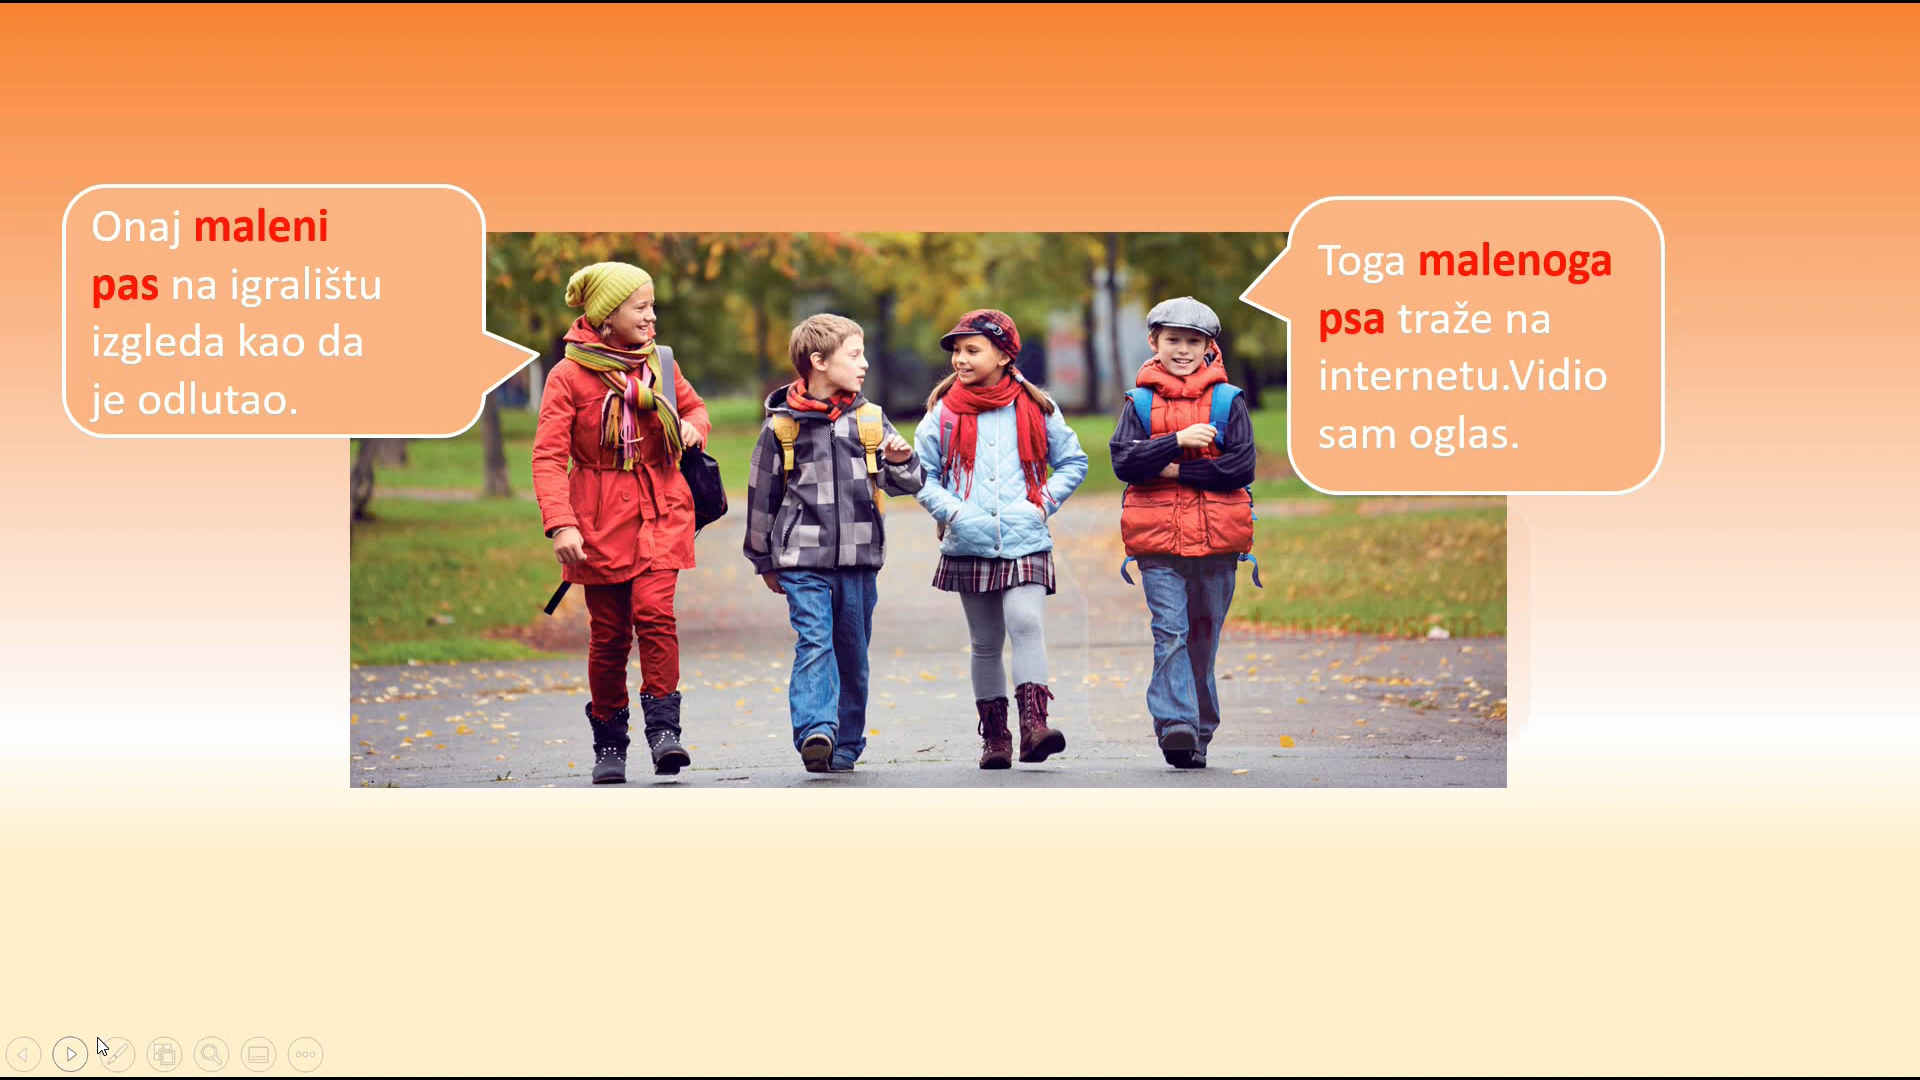 Onaj maleni
pas na igralištu
izgleda kao da
je odlutao.
Toga malenoga
psa traže na
internetu.Vidio
sam oglas.